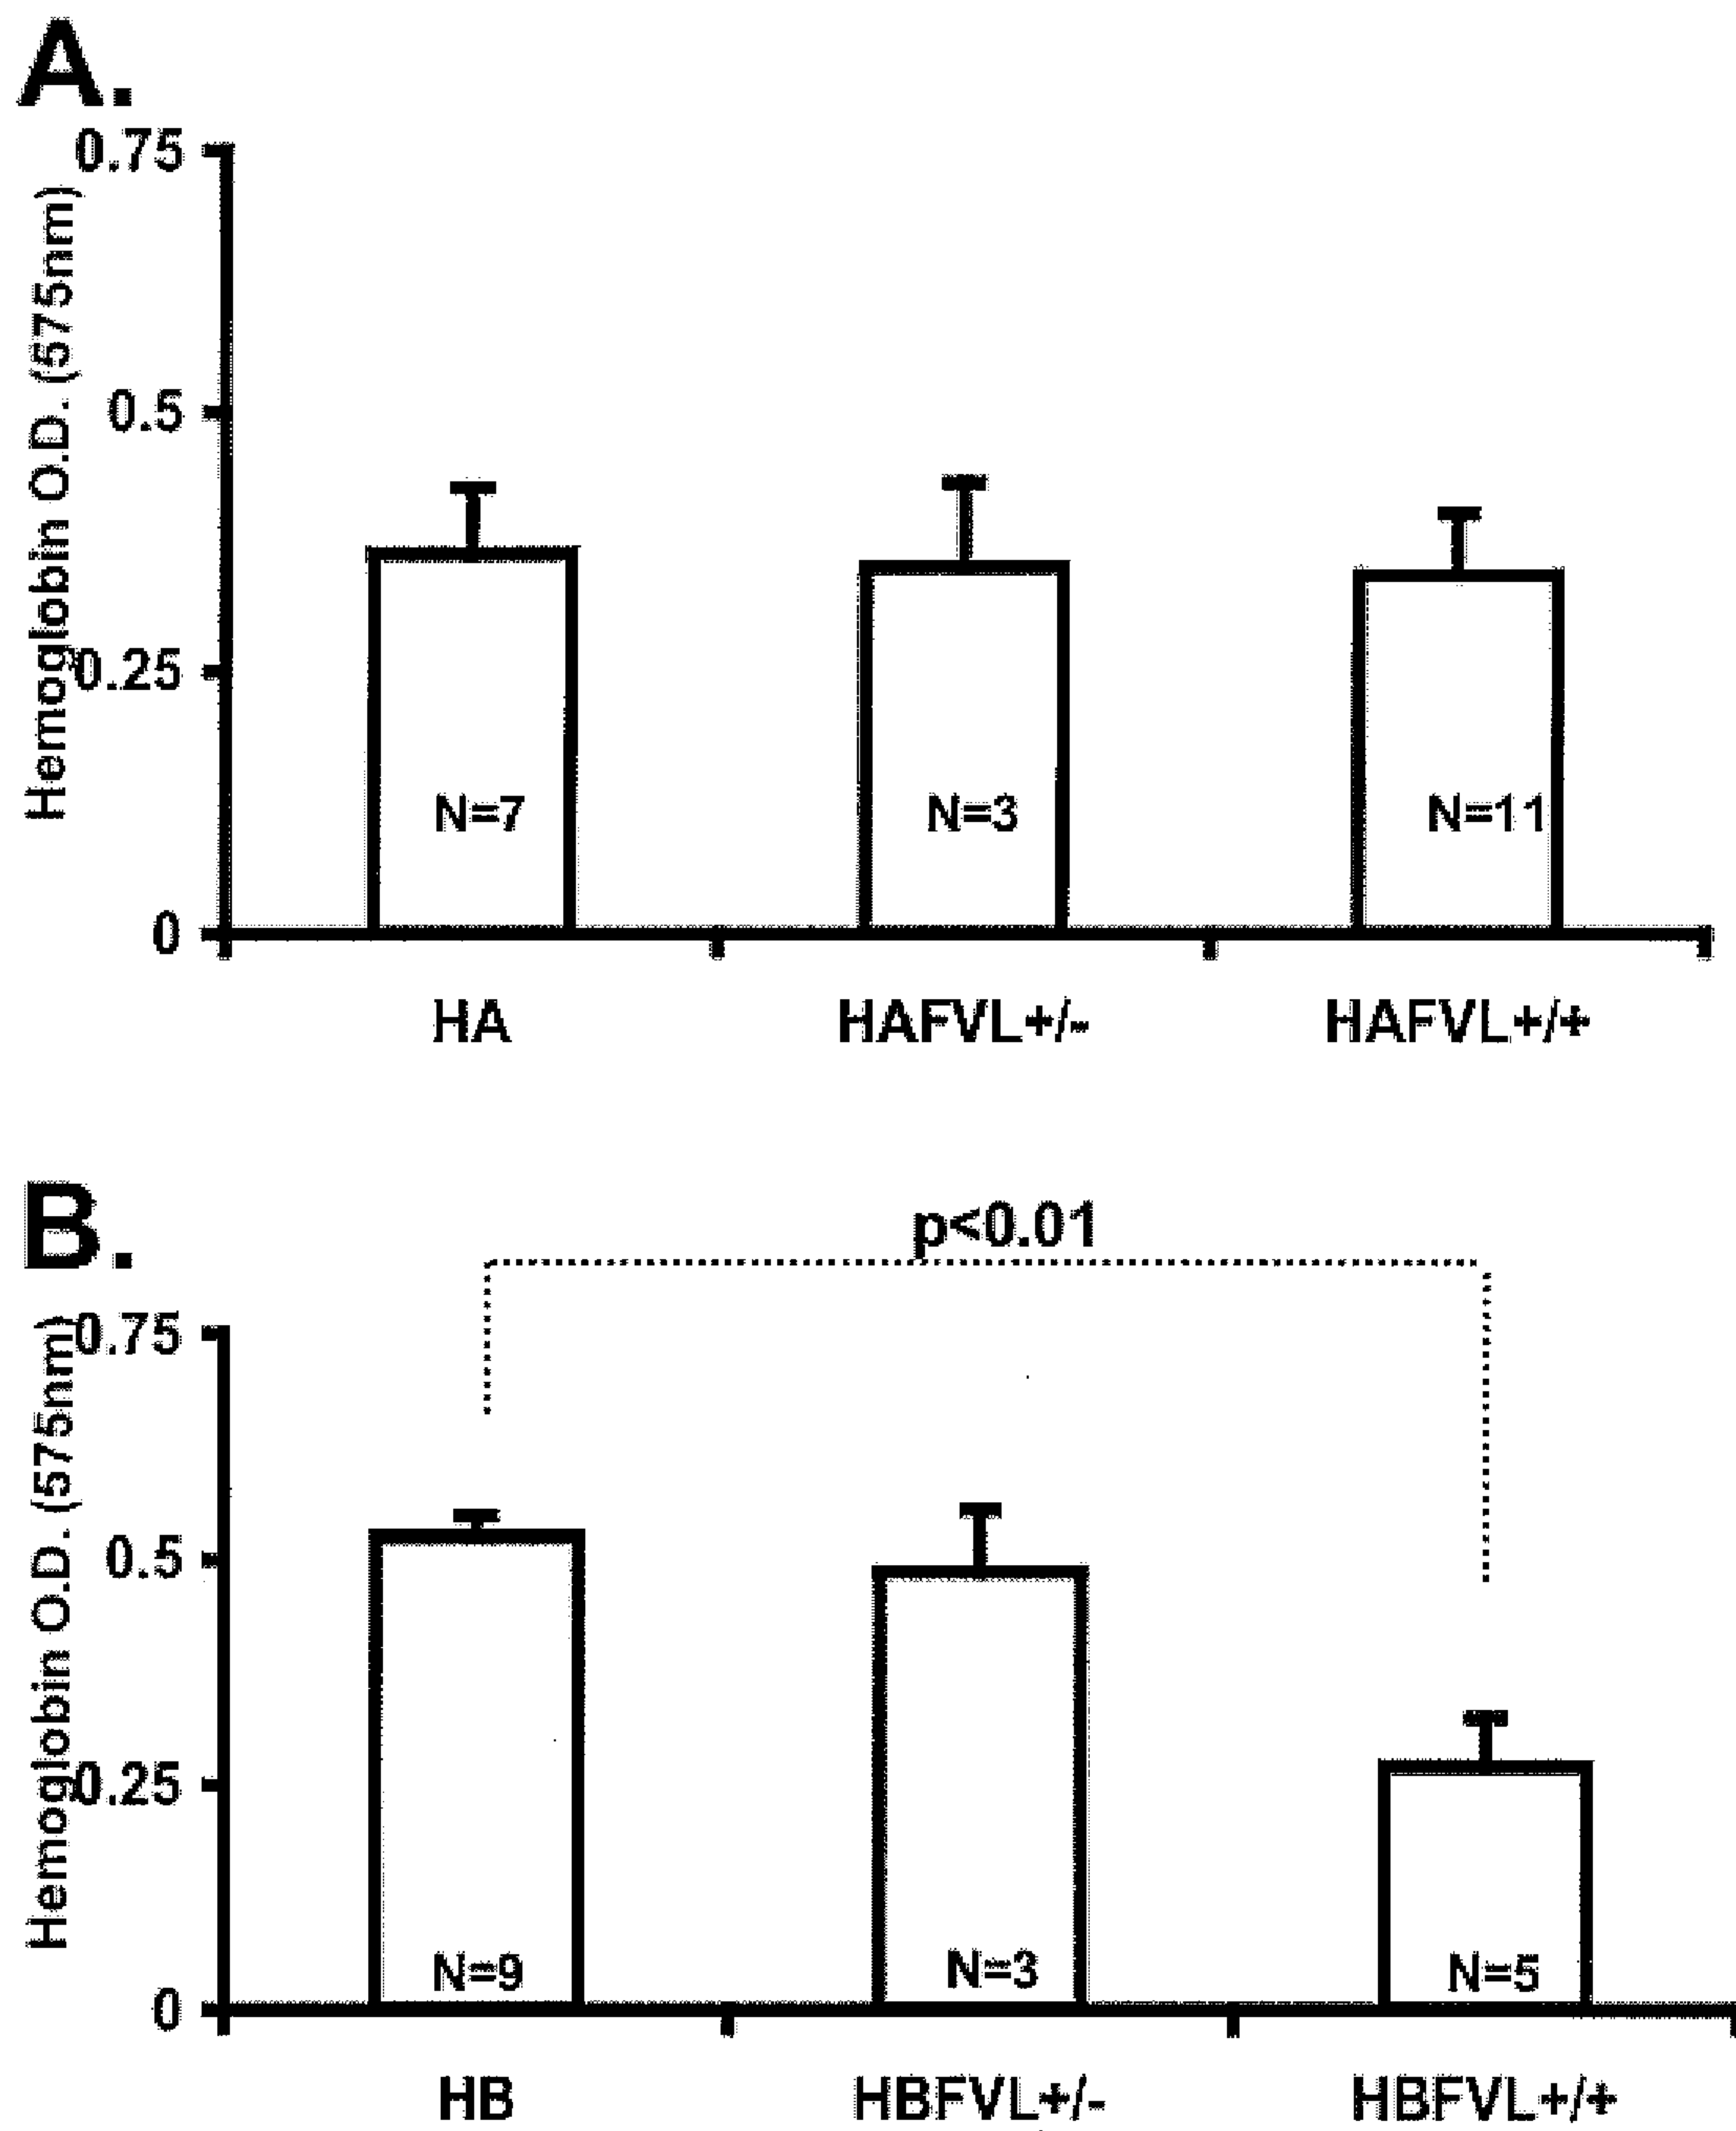 A.
Hemoglobin O.D. (575nm)
0.75
0.5
0.25
0
N=7
N=3
N=11
HA
HAFVL+/-
HAFVL+/+
B.
p<0.01
Hemoglobin O.D. (575nm)
0.75
0.5
0.25
0
N=9
N=3
N=5
HB
HBFVL+/-
HBFVL+/+